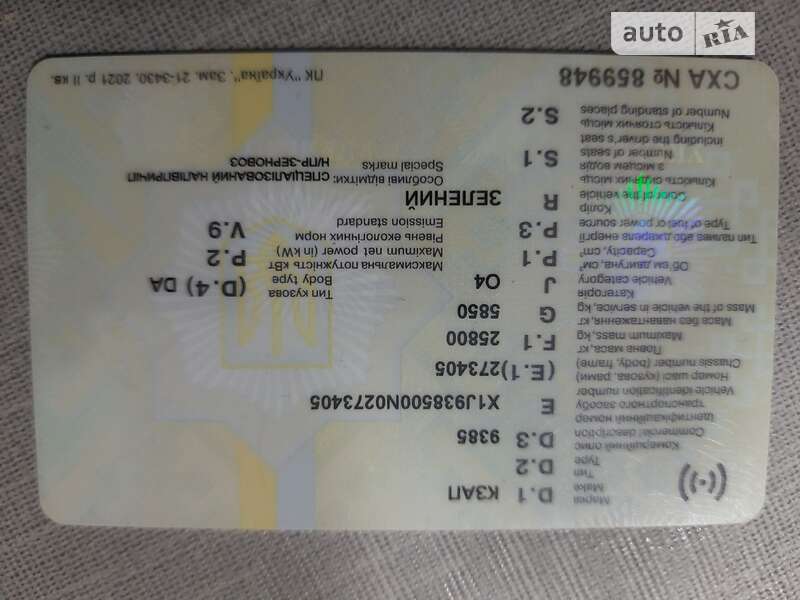 auto RIA
Марка D.1 КЗАП
Make
Тип D.2
Type
Комерційний опис D.3 9385
Commercial description
Ідентифікаційний номер
транспортного засобу E X1J938500N0273405
Vehicle identification number
Номер шасі (кузова, рами) (E.1) 273405
Chassis number (body, frame)
Повна маса, кг F.1 25800
Maximum mass, kg
Маса без навантаження, кг G 5850
Mass of the vehicle in service, kg
Категорія J O4 Тип кузова (D.4) DA
Vehicle category Body type
Об'єм двигуна, см³ P.1 Максимальна потужність кВт P.2
Capacity, cm³ Maximum net power (in kW)
Тип палива або джерела енергії P.3 Рівень екологічних норм V.9
Type of fuel or power source Emission standard
Колір R ЗЕЛЕНИЙ
Color of the vehicle
Кількість сидячих місць S.1 Особливі відмітки: СПЕЦІАЛІЗОВАНИЙ НАПІВПРИЧІП
з місцем водія Special marks Н/ПР-ЗЕРНОВОЗ
Number of seats
including the driver's seat
Кількість стоячих місць S.2
Number of standing places
СХА № 859948 ПК "Україна". Зам. 21-3430. 2021 р. II кв.